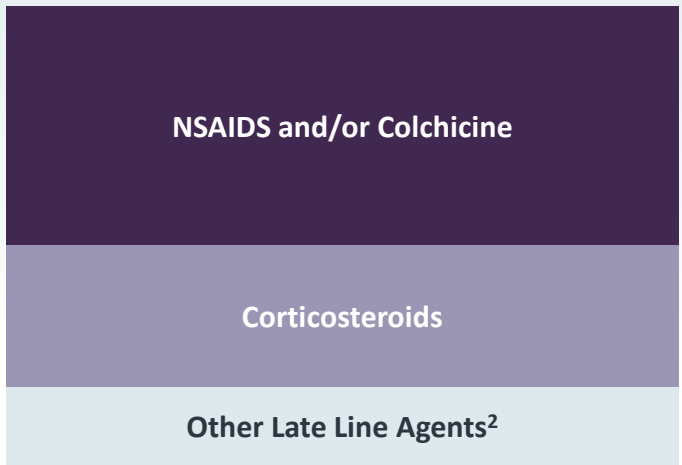 NSAIDS and/or Colchicine
Corticosteroids
Other Late Line Agents²